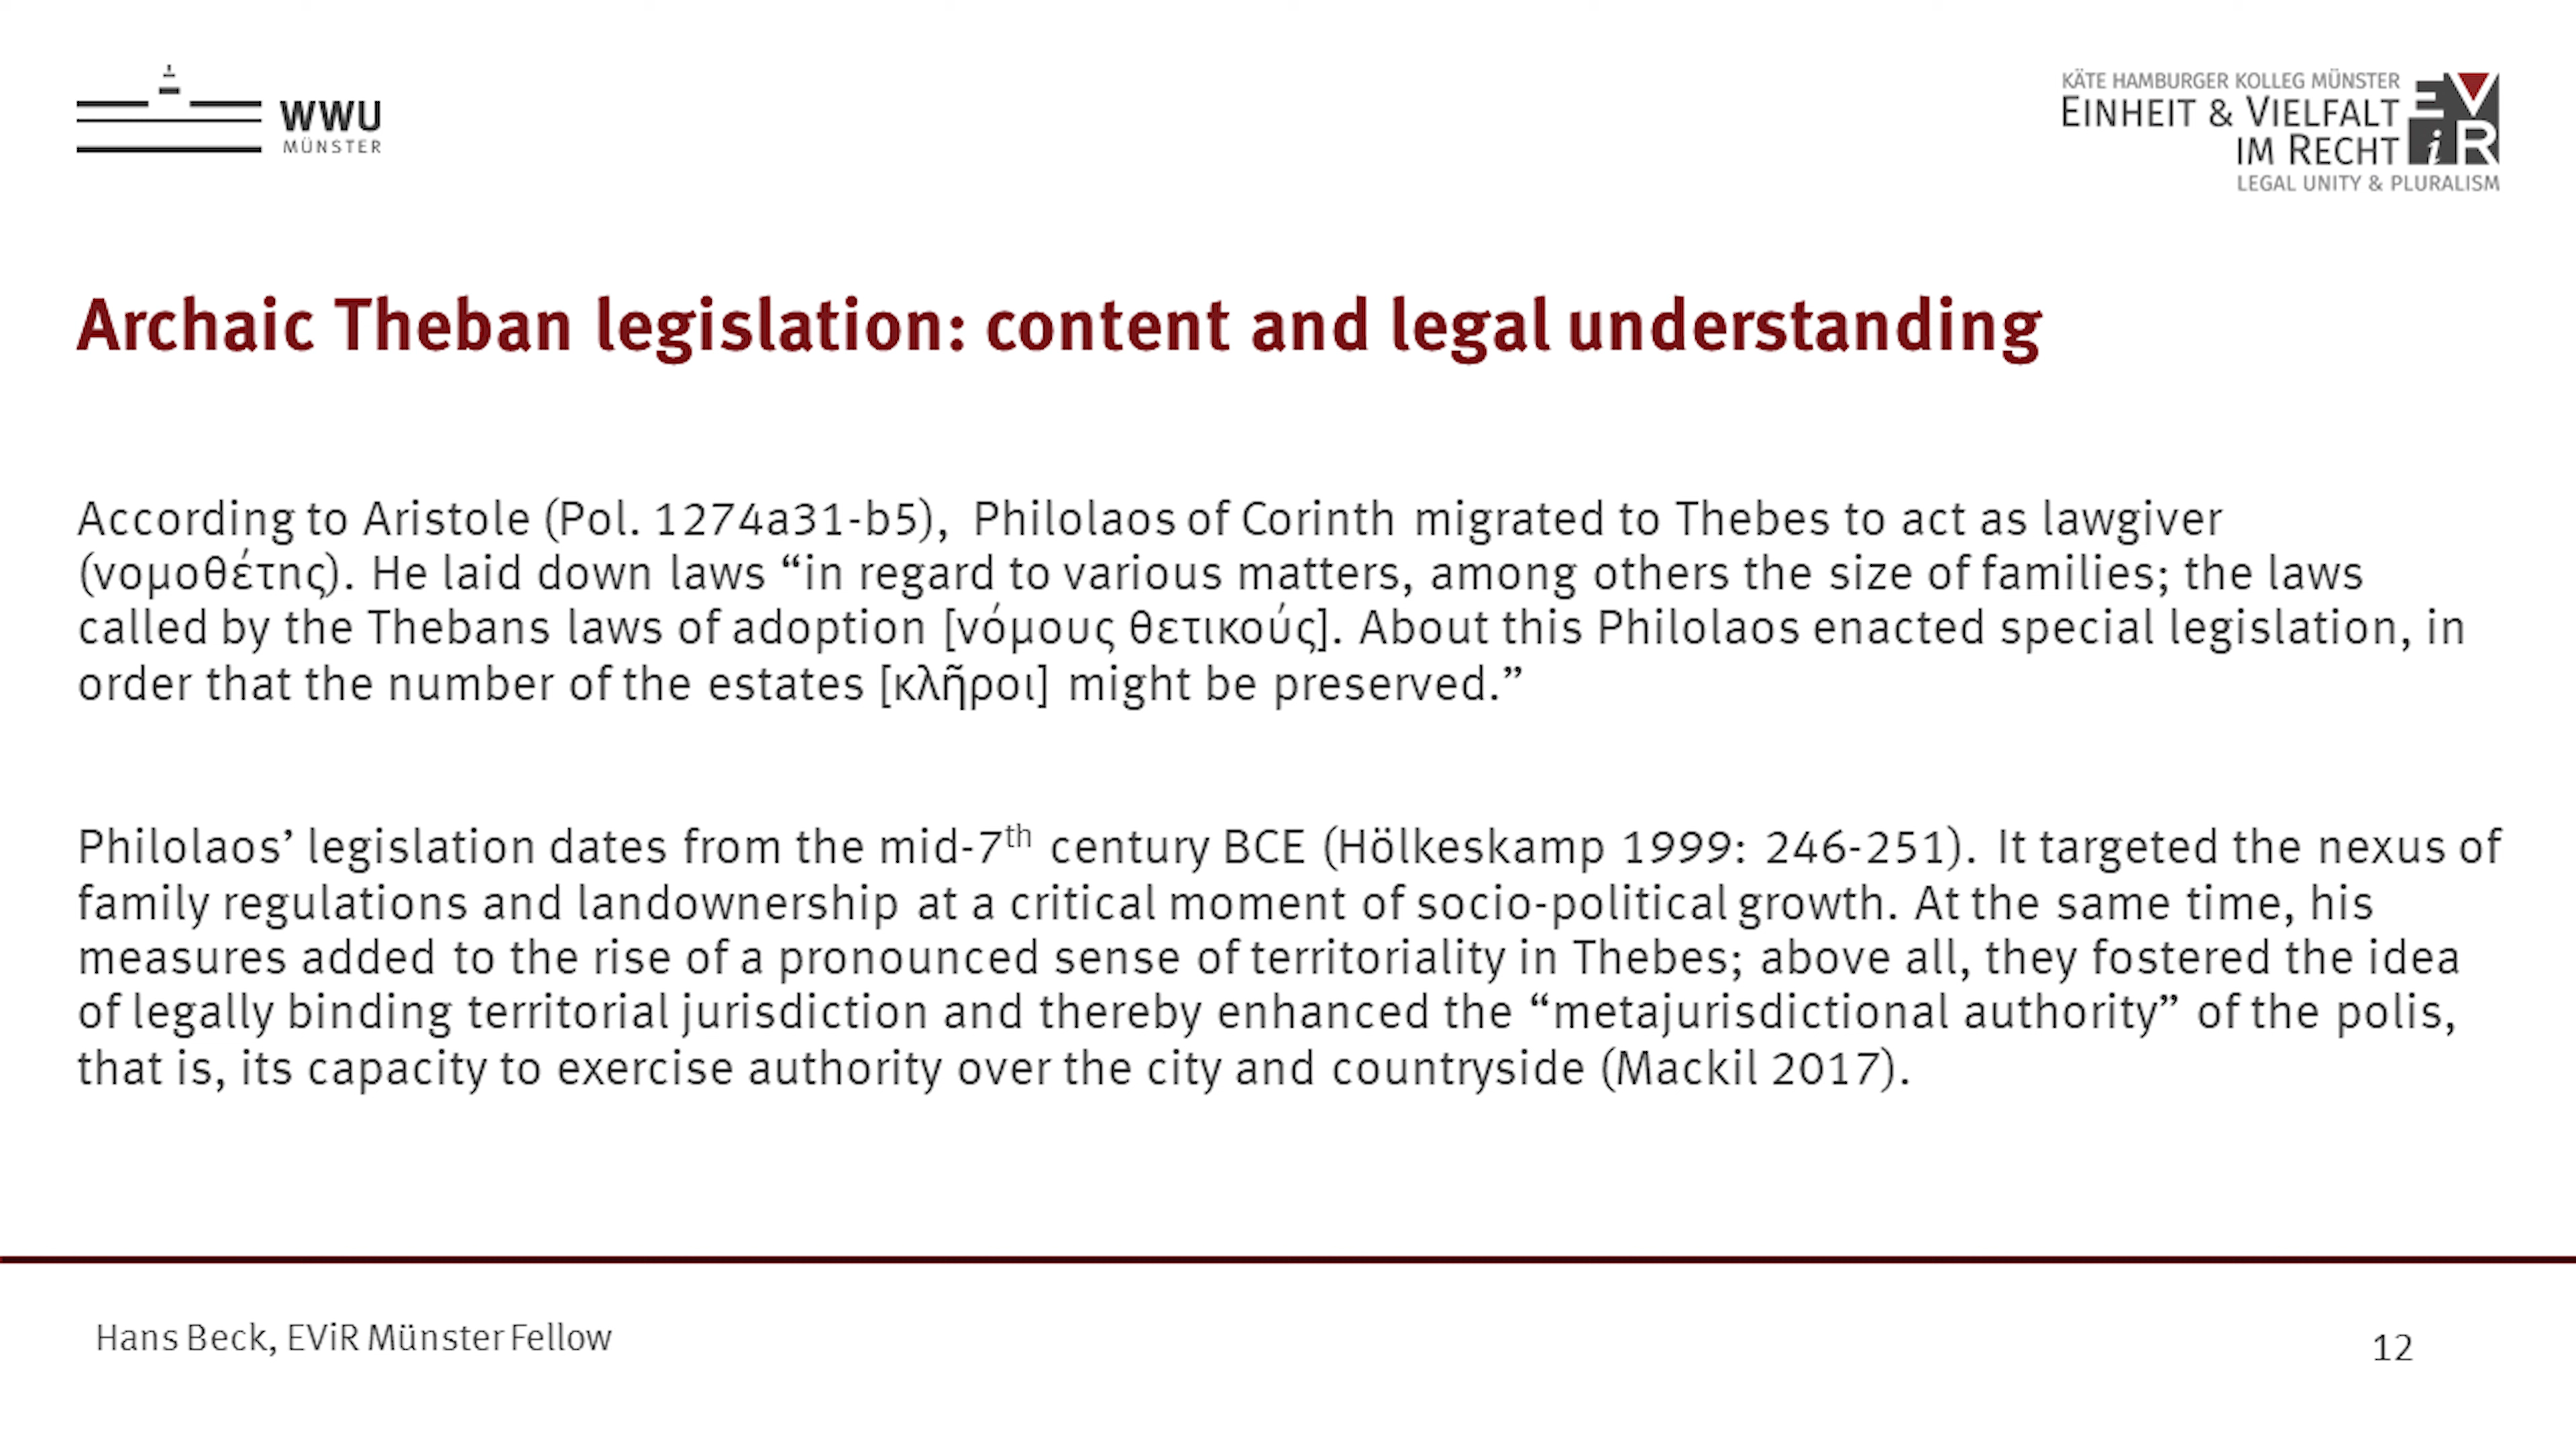 WWU
MÜNSTER
KÄTE HAMBURGER KOLLEG MÜNSTER
EINHEIT & VIELFALT
IM RECHT
LEGAL UNITY & PLURALISM
EViR
Archaic Theban legislation: content and legal understanding
According to Aristole (Pol. 1274a31-b5), Philolaos of Corinth migrated to Thebes to act as lawgiver
(νομοθέτης). He laid down laws “in regard to various matters, among others the size of families; the laws
called by the Thebans laws of adoption [νόμους θετικούς]. About this Philolaos enacted special legislation, in
order that the number of the estates [κλῆροι] might be preserved.”
Philolaos’ legislation dates from the mid-7th century BCE (Hölkeskamp 1999: 246-251). It targeted the nexus of
family regulations and landownership at a critical moment of socio-political growth. At the same time, his
measures added to the rise of a pronounced sense of territoriality in Thebes; above all, they fostered the idea
of legally binding territorial jurisdiction and thereby enhanced the “metajurisdictional authority” of the polis,
that is, its capacity to exercise authority over the city and countryside (Mackil 2017).
Hans Beck, EViR Münster Fellow
12